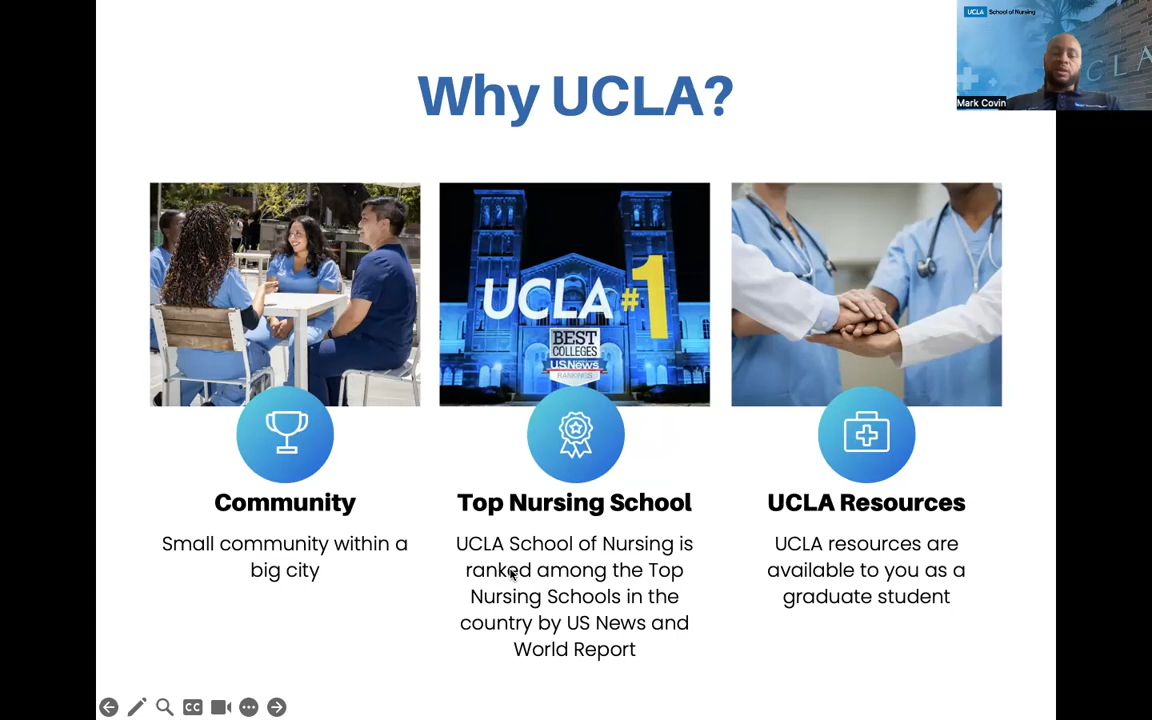 UCLA School of Nursing
Mark Covin
Why UCLA?
UCLA #1
BEST
COLLEGES
U.S.News
RANKINGS
Community
Small community within a
big city
Top Nursing School
UCLA School of Nursing is
ranked among the Top
Nursing Schools in the
country by US News and
World Report
UCLA Resources
UCLA resources are
available to you as a
graduate student
CC